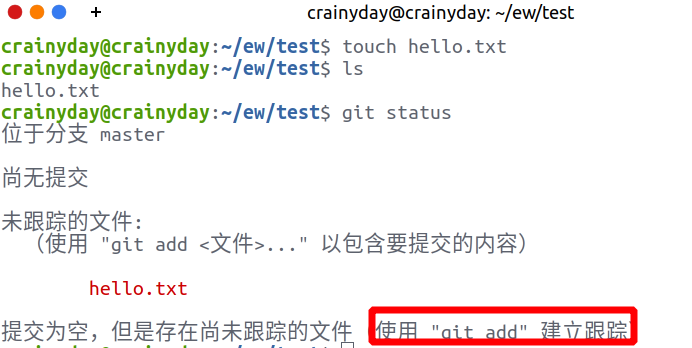 + crainyday@crainyday: ~/ew/test
crainyday@crainyday:~/ew/test$ touch hello.txt
crainyday@crainyday:~/ew/test$ ls
hello.txt
crainyday@crainyday:~/ew/test$ git status
位于分支 master
尚无提交
未跟踪的文件:
（使用 "git add <文件>..." 以包含要提交的内容）
hello.txt
提交为空，但是存在尚未跟踪的文件（使用 "git add" 建立跟踪）
crainyday@crainyday:~/ew/test$